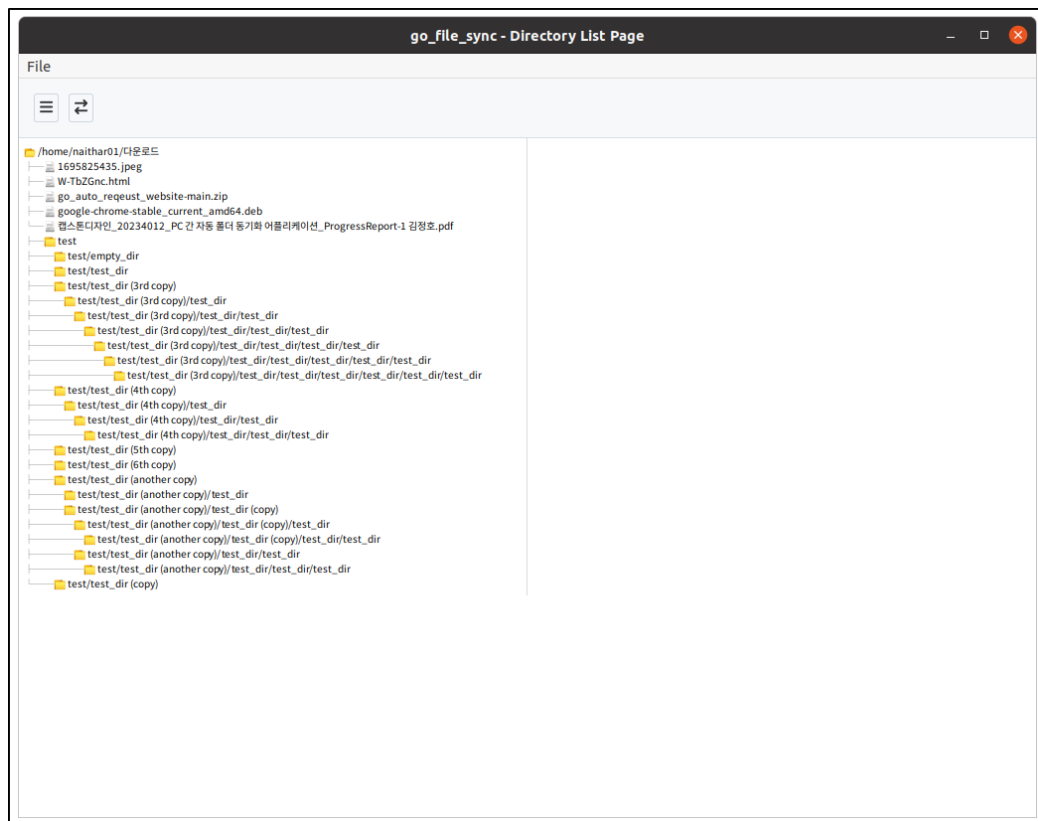 go_file_sync - Directory List Page
File
/home/naithar01/다운로드
1695825435.jpeg
W-TbZGnc.html
go_auto_reqeust_website-main.zip
google-chrome-stable_current_amd64.deb
캡스톤디자인_20234012_PC 간 자동 폴더 동기화 어플리케이션_ProgressReport-1 김정호.pdf
test
test/empty_dir
test/test_dir
test/test_dir (3rd copy)
test/test_dir (3rd copy)/test_dir
test/test_dir (3rd copy)/test_dir/test_dir
test/test_dir (3rd copy)/test_dir/test_dir/test_dir
test/test_dir (3rd copy)/test_dir/test_dir/test_dir/test_dir
test/test_dir (3rd copy)/test_dir/test_dir/test_dir/test_dir/test_dir
test/test_dir (3rd copy)/test_dir/test_dir/test_dir/test_dir/test_dir/test_dir
test/test_dir (4th copy)
test/test_dir (4th copy)/test_dir
test/test_dir (4th copy)/test_dir/test_dir
test/test_dir (4th copy)/test_dir/test_dir/test_dir
test/test_dir (5th copy)
test/test_dir (6th copy)
test/test_dir (another copy)
test/test_dir (another copy)/test_dir
test/test_dir (another copy)/test_dir (copy)
test/test_dir (another copy)/test_dir (copy)/test_dir
test/test_dir (another copy)/test_dir (copy)/test_dir/test_dir
test/test_dir (another copy)/test_dir/test_dir
test/test_dir (another copy)/test_dir/test_dir/test_dir
test/test_dir (copy)